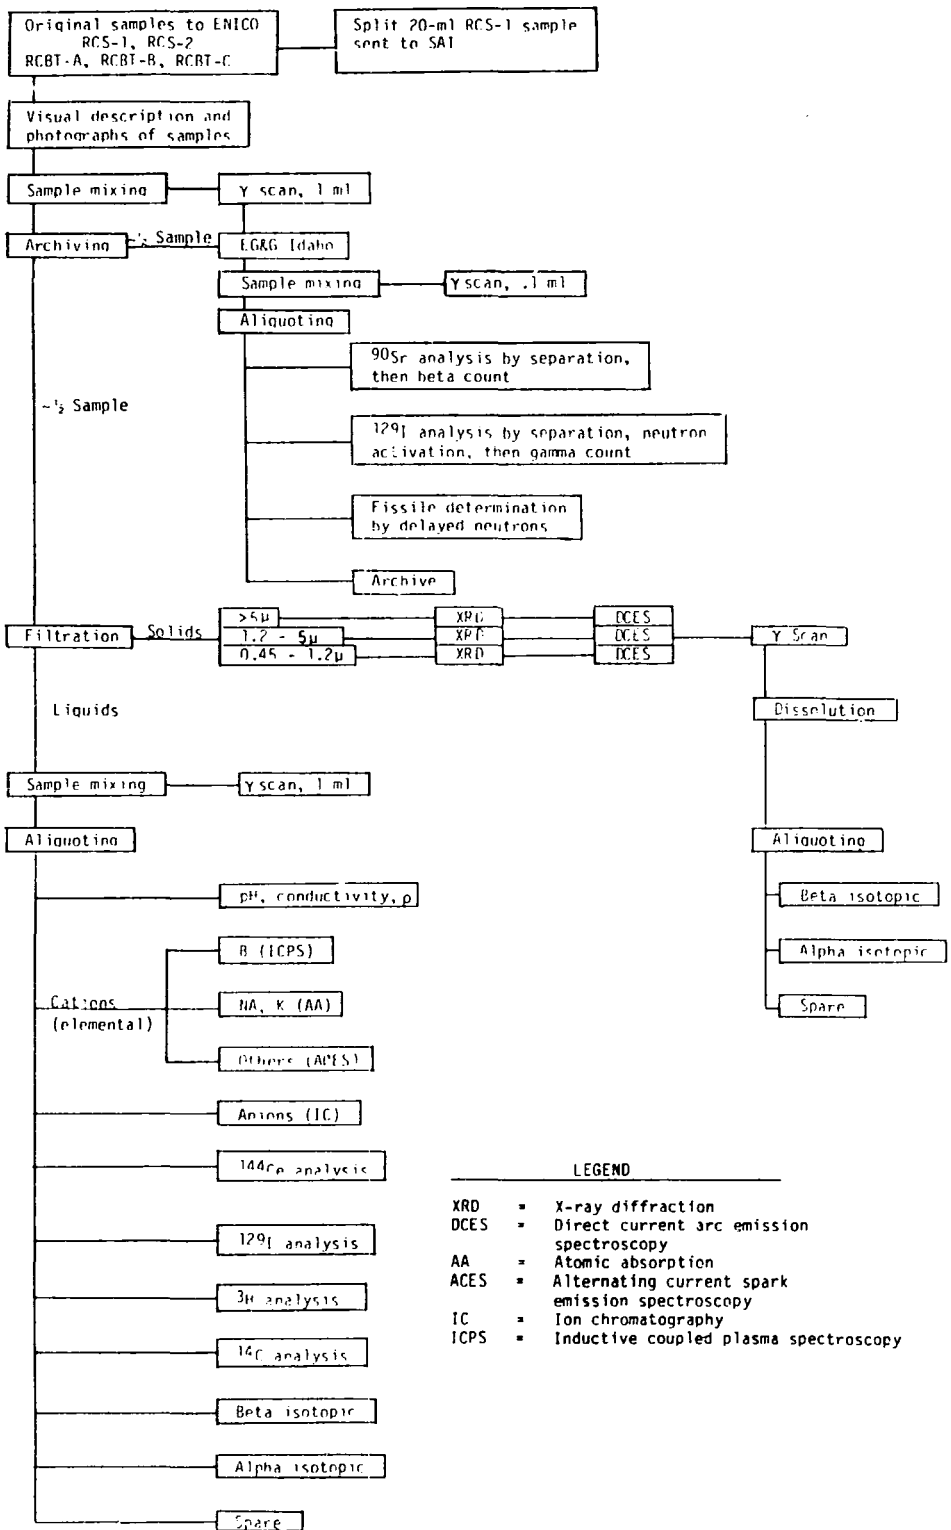 Original samples to ENICO
RCS-1, RCS-2
RCBT-A, RCBT-B, RCBT-C
Split 20-ml RCS-1 sample
sent to SAI
Visual description and
photographs of samples
Sample mixing
γ scan, 1 ml
Archiving
~½ Sample
EG&G Idaho
Sample mixing
γ scan, .1 ml
Aliquoting
90Sr analysis by separation,
then beta count
~½ Sample
129I analysis by separation, neutron
activation, then gamma count
Fissile determination
by delayed neutrons
Archive
Filtration
Solids
>5μ
XRD
DCES
1.2 - 5μ
XRD
DCES
0.45 - 1.2μ
XRD
DCES
γ Scan
Liquids
Dissolution
Sample mixing
γ scan, 1 ml
Aliquoting
Aliquoting
pH, conductivity, ρ
Beta isotopic
B (ICPS)
Alpha isotopic
Cations
(elemental)
NA, K (AA)
Spare
Others (ACES)
Anions (IC)
144Ce analysis
129I analysis
3H analysis
14C analysis
Beta isotopic
Alpha isotopic
Spare
LEGEND
XRD = X-ray diffraction
DCES = Direct current arc emission
spectroscopy
AA = Atomic absorption
ACES = Alternating current spark
emission spectroscopy
IC = Ion chromatography
ICPS = Inductive coupled plasma spectroscopy